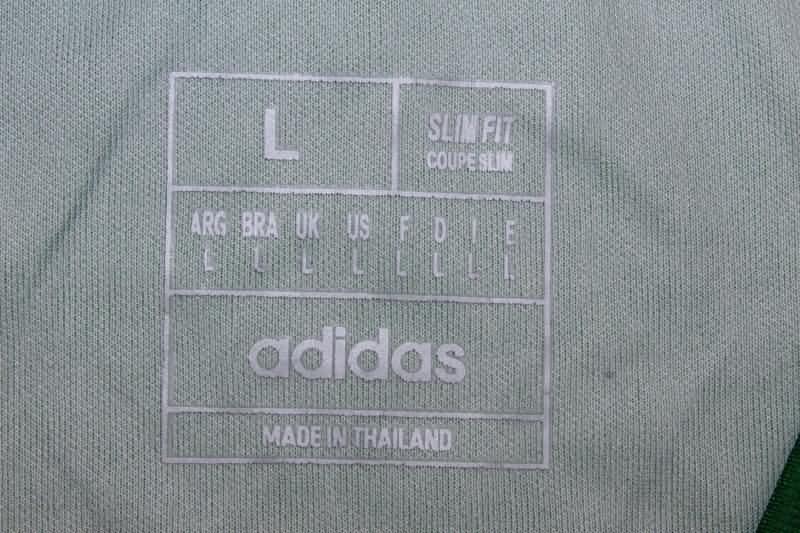 L
SLIM FIT
COUPE SLIM
ARG BRA UK US F D I E
L L L L L L L L
adidas
MADE IN THAILAND